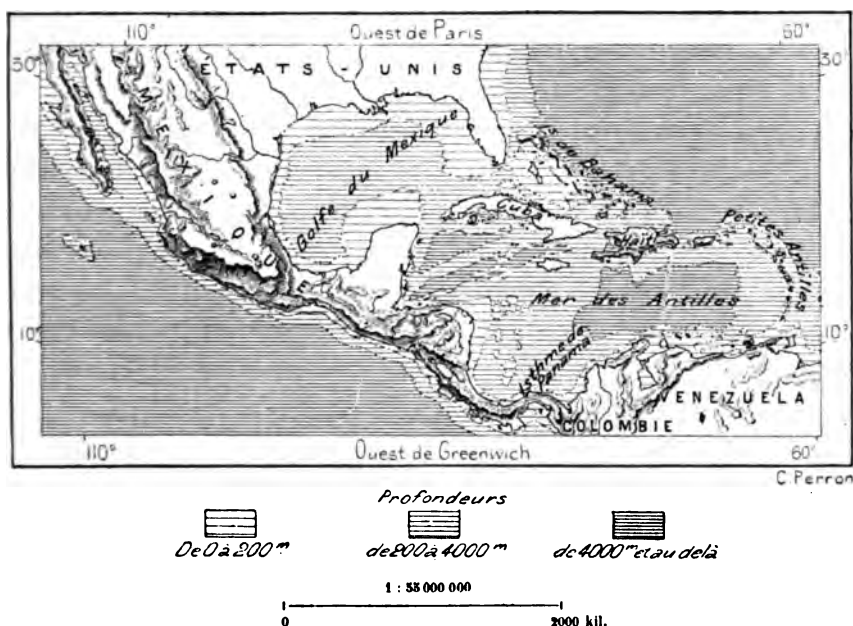 110° Ouest de Paris 60°
30° 30°
ÉTATS-UNIS
MEXIQUE
Golfe du Mexique
Is de Bahama
Cuba
Haïti
Petites Antilles
Mer des Antilles
10° 10°
Isthme de
Panama
VENEZUELA
COLOMBIE
110° Ouest de Greenwich 60°
C. Perron
Profondeurs
De 0 à 200m de 200 à 4000m de 4000m et au delà
1 : 55 000 000
0 2000 kil.